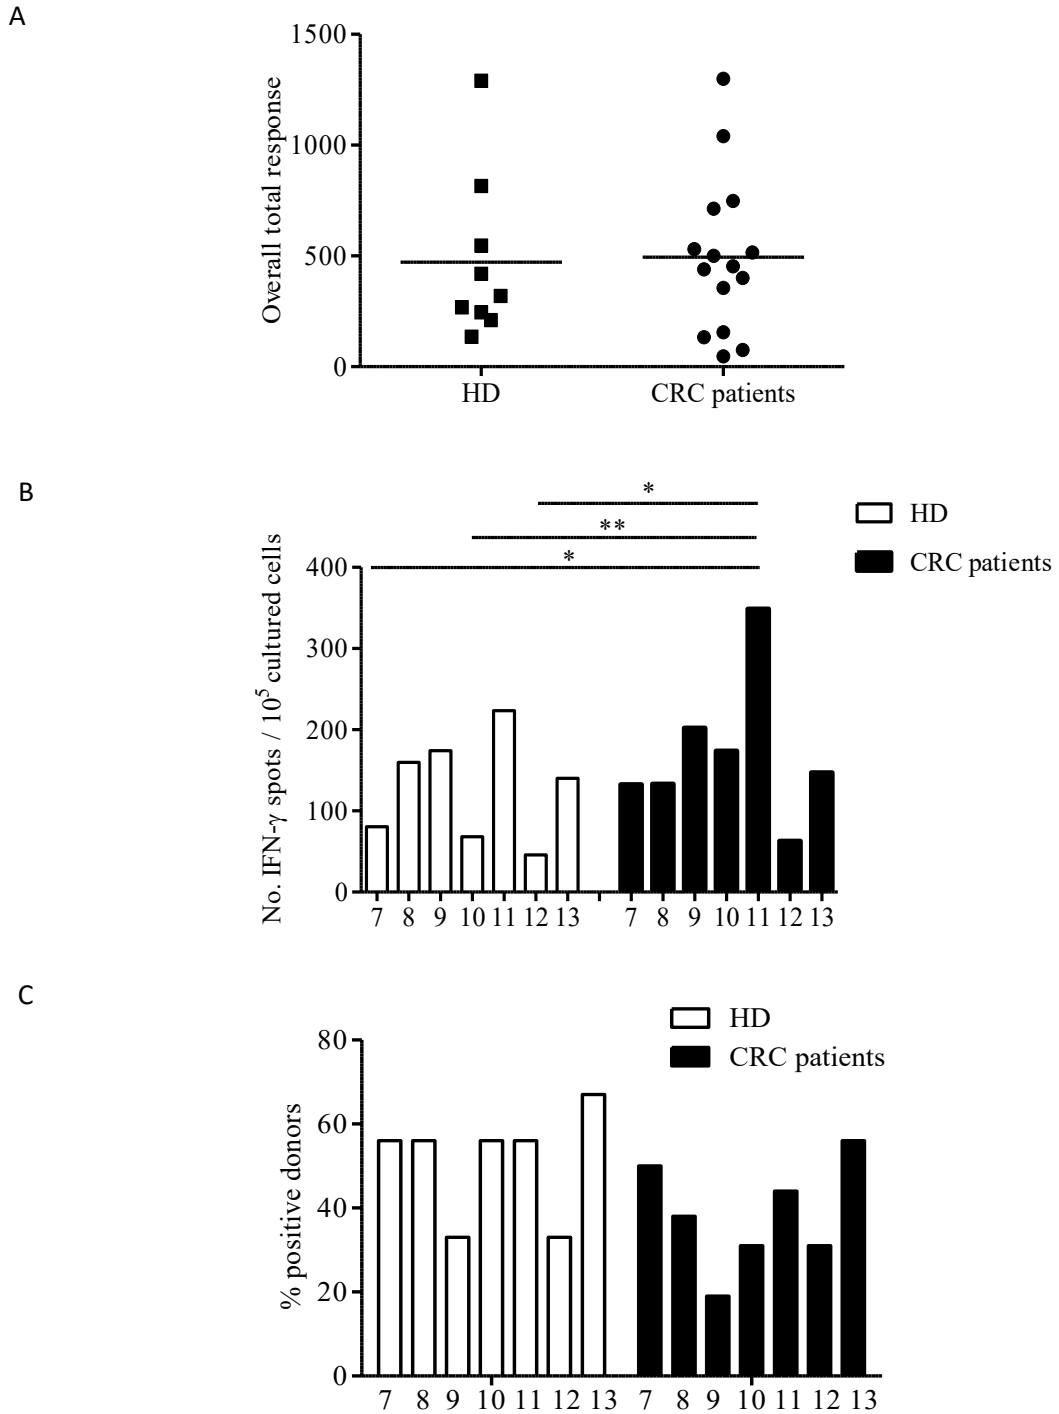 A
Overall total response
1500
1000
500
0
HD
CRC patients
B
*
**
*
HD
CRC patients
No. IFN-γ spots / 10⁵ cultured cells
400
300
200
100
0
7 8 9 10 11 12 13 7 8 9 10 11 12 13
C
HD
CRC patients
% positive donors
80
60
40
20
0
7 8 9 10 11 12 13 7 8 9 10 11 12 13